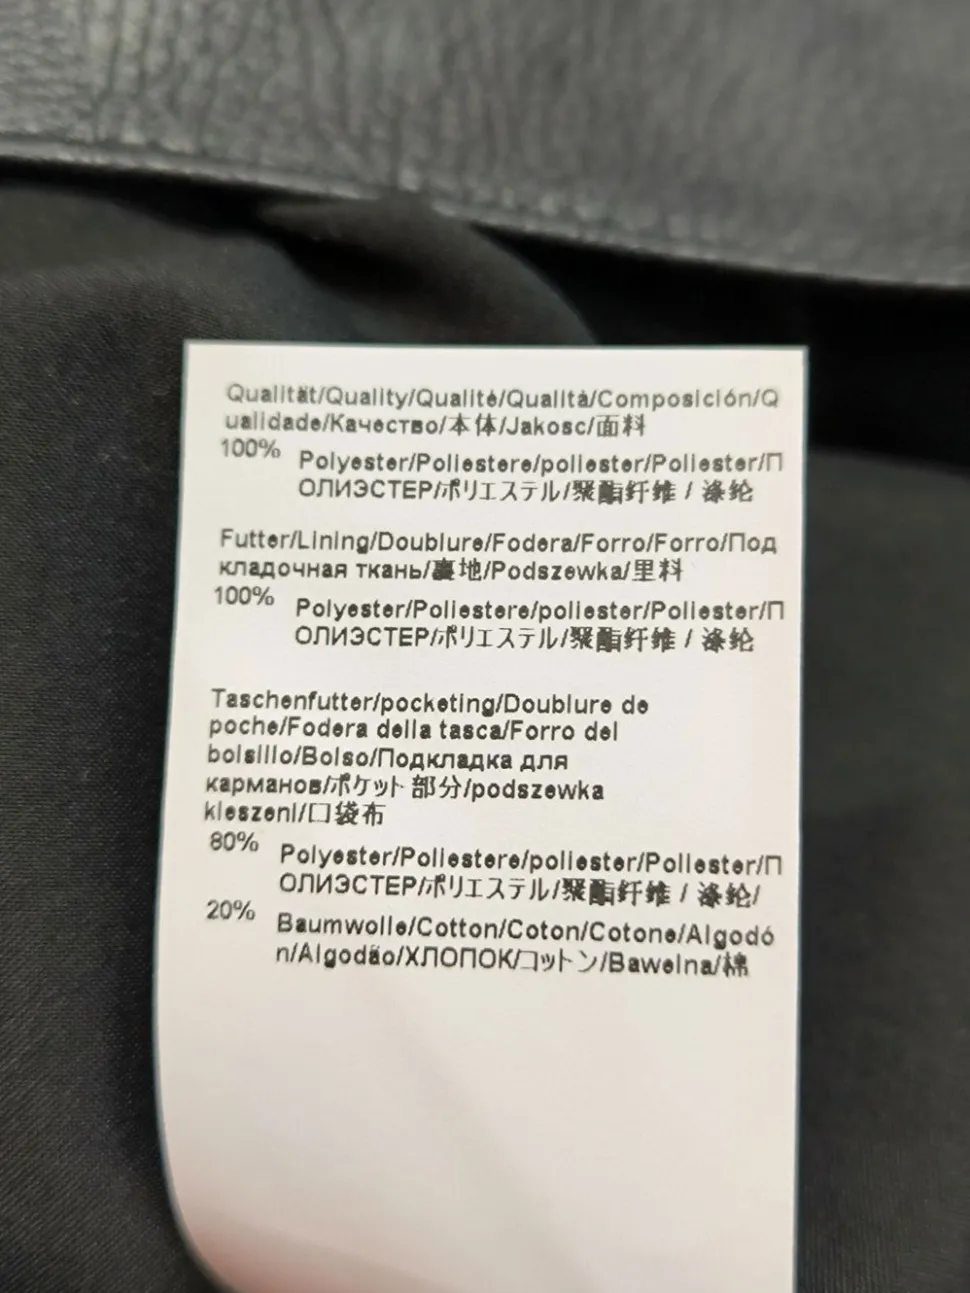 Qualität/Quality/Qualité/Qualità/Composición/Q
ualidade/Качество/本体/Jakosc/面料
100% Polyester/Poliestere/poliester/Poliester/П
ОЛИЭСТЕР/ポリエステル/聚酯纤维 / 涤纶
Futter/Lining/Doublure/Fodera/Forro/Forro/Под
кладочная ткань/裏地/Podszewka/里料
100% Polyester/Poliestere/poliester/Poliester/П
ОЛИЭСТЕР/ポリエステル/聚酯纤维 / 涤纶
Taschenfutter/pocketing/Doublure de
poche/Fodera della tasca/Forro del
bolsillo/Bolso/Подкладка для
карманов/ポケット 部分/podszewka
kieszeni/口袋布
80% Polyester/Poliestere/poliester/Poliester/П
ОЛИЭСТЕР/ポリエステル/聚酯纤维 / 涤纶/
20% Baumwolle/Cotton/Coton/Cotone/Algodó
n/Algodão/ХЛОПОК/コットン/Bawelna/棉